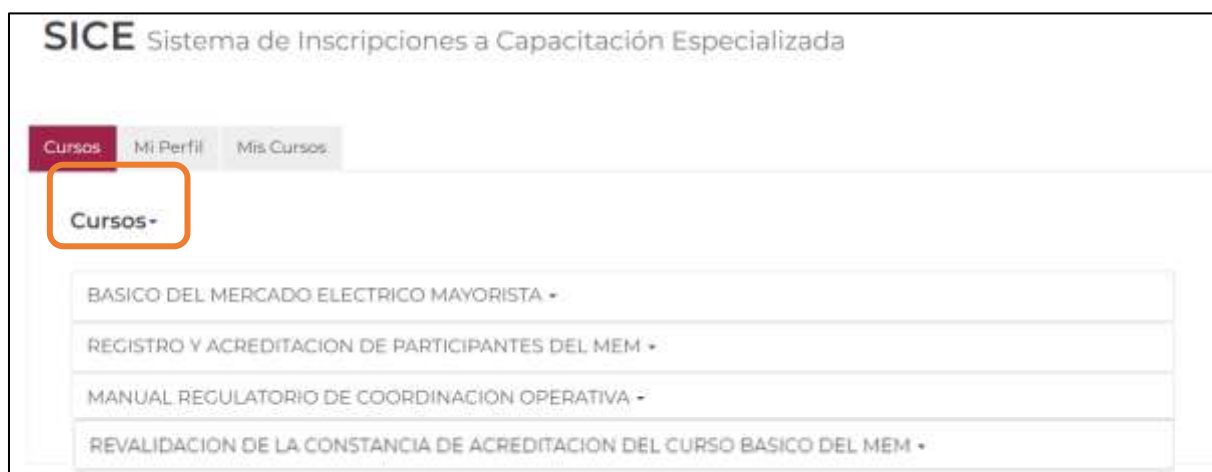 SICE Sistema de Inscripciones a Capacitación Especializada
Cursos Mi Perfil Mis Cursos
Cursos
BASICO DEL MERCADO ELECTRICO MAYORISTA
REGISTRO Y ACREDITACION DE PARTICIPANTES DEL MEM
MANUAL REGULATORIO DE COORDINACION OPERATIVA
REVALIDACION DE LA CONSTANCIA DE ACREDITACION DEL CURSO BASICO DEL MEM